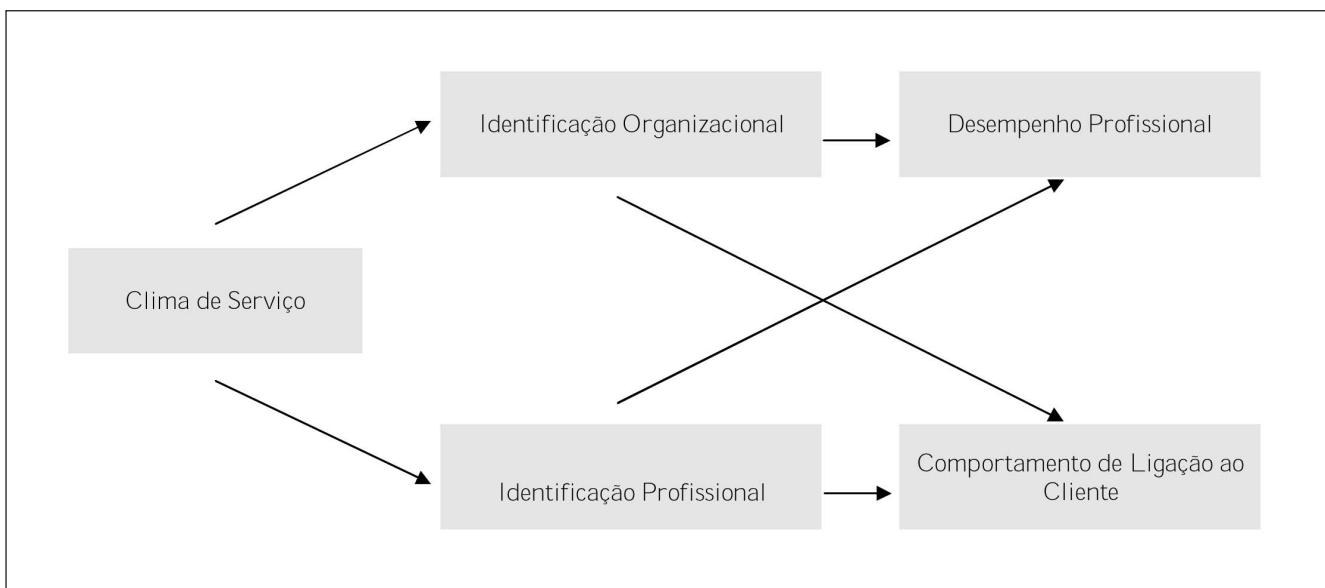 Identificação Organizacional
Desempenho Profissional
Clima de Serviço
Identificação Profissional
Comportamento de Ligação ao
Cliente